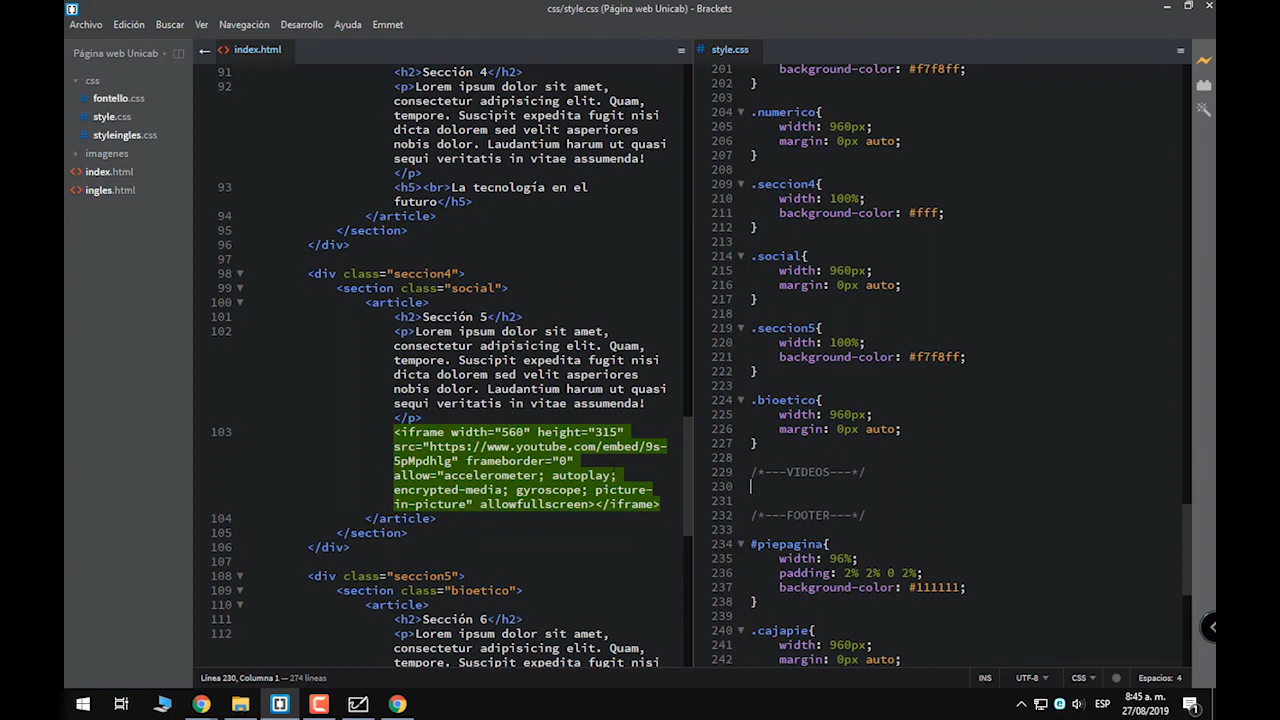 css/style.css (Página web Unicab) - Brackets
Archivo Edición Buscar Ver Navegación Desarrollo Ayuda Emmet
Página web Unicab
css
fontello.css
style.css
styleingles.css
imagenes
index.html
ingles.html
index.html
91 <h2>Sección 4</h2>
92 <p>Lorem ipsum dolor sit amet,
consectetur adipisicing elit. Quam,
tempore. Suscipit expedita fugit nisi
dicta dolorem sed velit asperiores
nobis dolor. Laudantium harum ut quasi
sequi veritatis in vitae assumenda!
</p>
93 <h5><br>La tecnología en el
futuro</h5>
94 </article>
95 </section>
96 </div>
97
98 <div class="seccion4">
99 <section class="social">
100 <article>
101 <h2>Sección 5</h2>
102 <p>Lorem ipsum dolor sit amet,
consectetur adipisicing elit. Quam,
tempore. Suscipit expedita fugit nisi
dicta dolorem sed velit asperiores
nobis dolor. Laudantium harum ut quasi
sequi veritatis in vitae assumenda!
</p>
103 <iframe width="560" height="315"
src="https://www.youtube.com/embed/9s-
5pMpdhlg" frameborder="0"
allow="accelerometer; autoplay;
encrypted-media; gyroscope; picture-
in-picture" allowfullscreen></iframe>
104 </article>
105 </section>
106 </div>
107
108 <div class="seccion5">
109 <section class="bioetico">
110 <article>
111 <h2>Sección 6</h2>
112 <p>Lorem ipsum dolor sit amet,
consectetur adipisicing elit. Quam,
tempore. Suscipit expedita fugit nisi
style.css
201 background-color: #f7f8ff;
202 }
203
204 .numerico{
205 width: 960px;
206 margin: 0px auto;
207 }
208
209 .seccion4{
210 width: 100%;
211 background-color: #fff;
212 }
213
214 .social{
215 width: 960px;
216 margin: 0px auto;
217 }
218
219 .seccion5{
220 width: 100%;
221 background-color: #f7f8ff;
222 }
223
224 .bioetico{
225 width: 960px;
226 margin: 0px auto;
227 }
228
229 /*---VIDEOS---*/
230
231
232 /*---FOOTER---*/
233
234 #piepagina{
235 width: 96%;
236 padding: 2% 2% 0 2%;
237 background-color: #111111;
238 }
239
240 .cajapie{
241 width: 960px;
242 margin: 0px auto;
Línea 230, Columna 1 — 274 líneas
INS UTF-8 CSS Espacios: 4
ESP
8:45 a. m.
27/08/2019
1